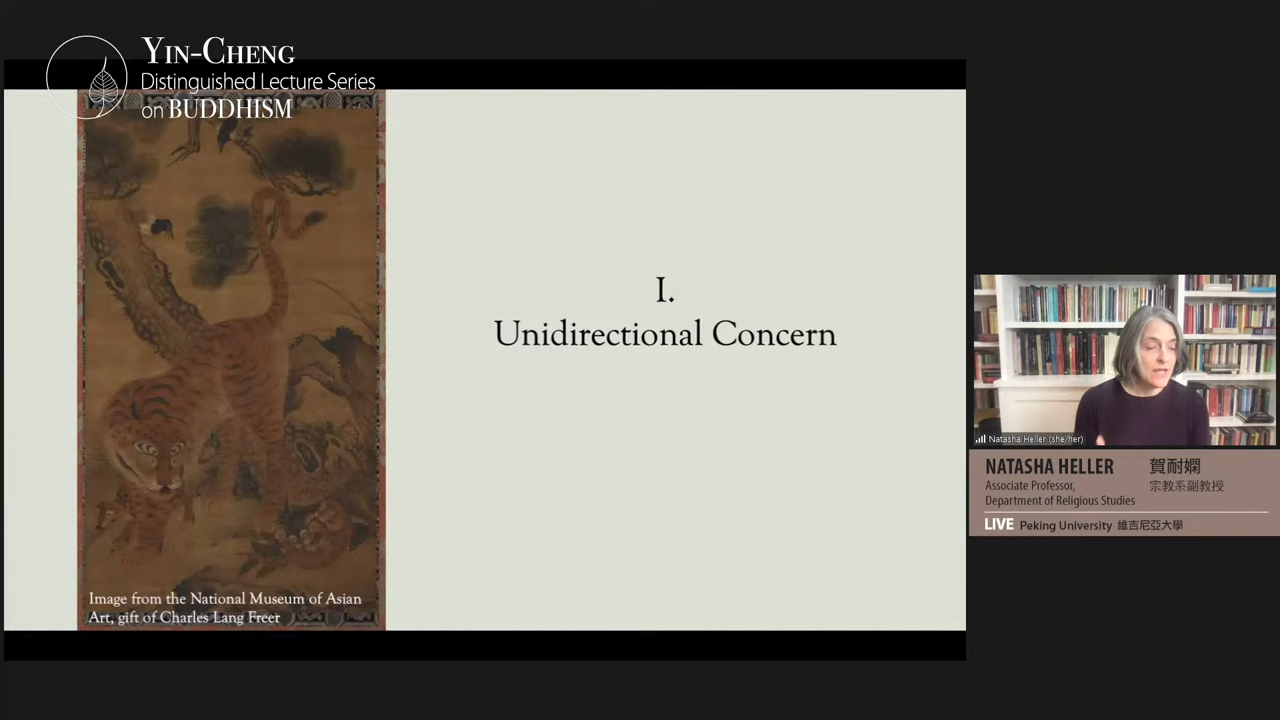 YIN-CHENG
Distinguished Lecture Series
on BUDDHISM
I.
Unidirectional Concern
Image from the National Museum of Asian
Art, gift of Charles Lang Freer
Natasha Heller (she/her)
NATASHA HELLER 賀耐嫻
Associate Professor, 宗教系副教授
Department of Religious Studies
LIVE Peking University 維吉尼亞大學